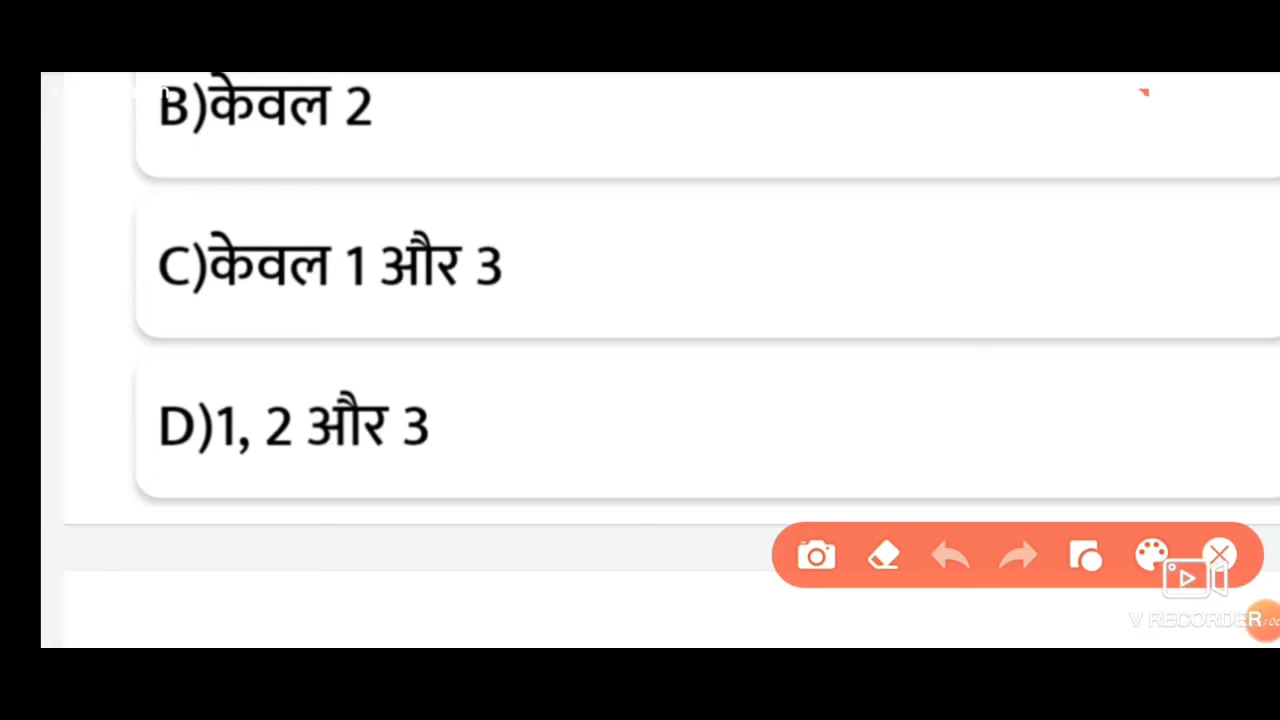 B)केवल 2
C)केवल 1 और 3
D)1, 2 और 3
V RECORDER